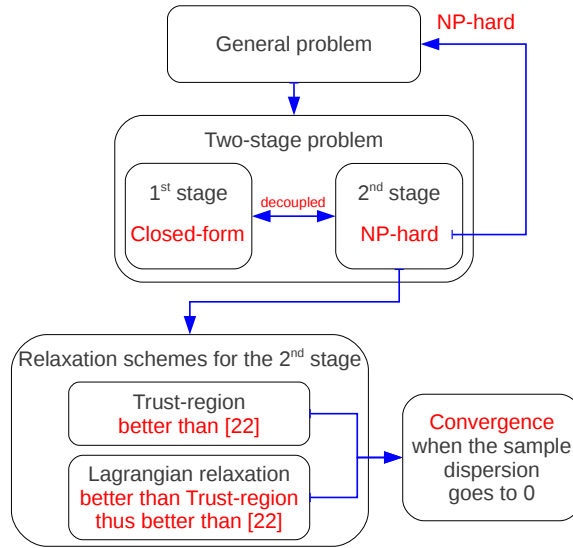 General problem
NP-hard
Two-stage problem
1st stage
Closed-form
decoupled
2nd stage
NP-hard
Relaxation schemes for the 2nd stage
Trust-region
better than [22]
Lagrangian relaxation
better than Trust-region
thus better than [22]
Convergence
when the sample
dispersion
goes to 0